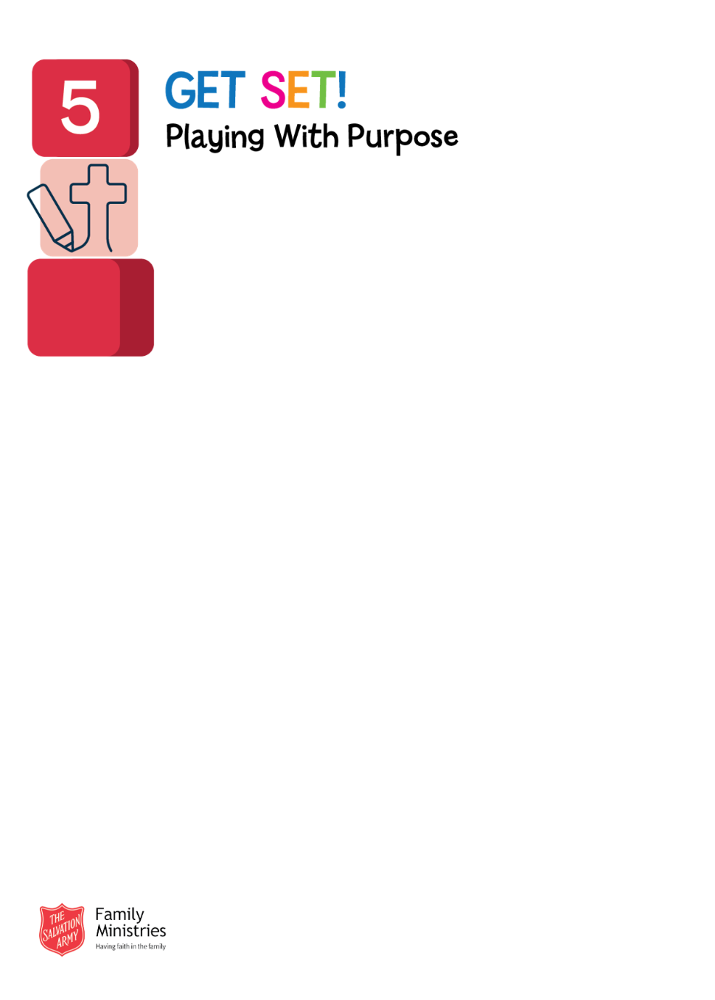 5
GET SET!
Playing With Purpose
THE
SALVATION
ARMY
Family
Ministries
Having faith in the family